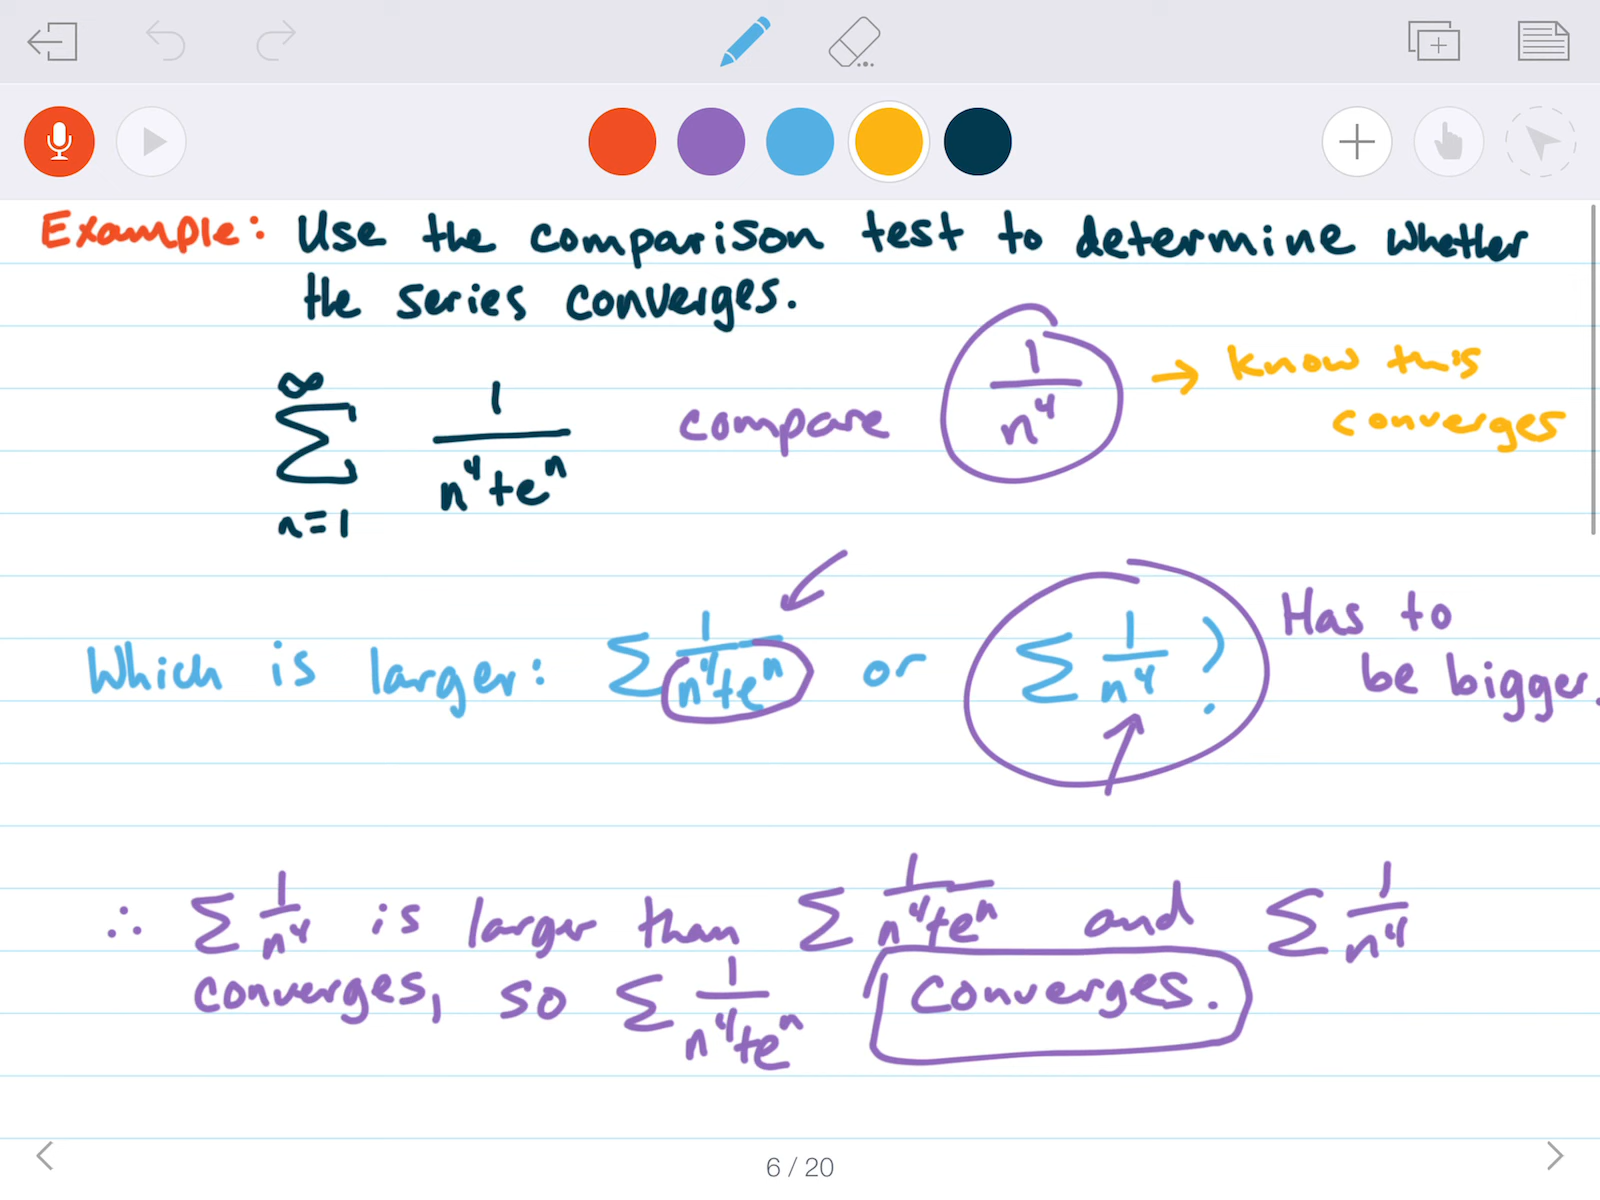 Example: Use the comparison test to determine whether
the series converges.
∞
∑ 1/(n⁴+eⁿ) compare 1/n⁴ → know this
converges
n=1
Which is larger: ∑ 1/(n⁴+eⁿ) or ∑ 1/n⁴ ? Has to
be bigger.
∴ ∑ 1/n⁴ is larger than ∑ 1/(n⁴+eⁿ) and ∑ 1/n⁴
converges, so ∑ 1/(n⁴+eⁿ) converges.
6 / 20